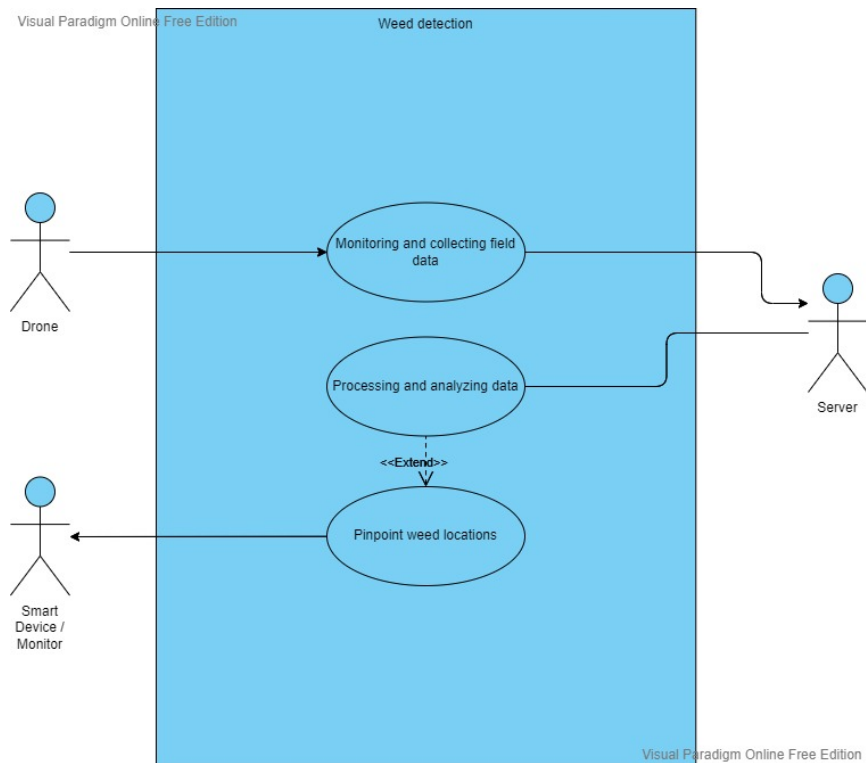 Visual Paradigm Online Free Edition
Weed detection
Monitoring and collecting field
data
Drone
Processing and analyzing data
Server
<<Extend>>
Pinpoint weed locations
Smart
Device /
Monitor
Visual Paradigm Online Free Edition